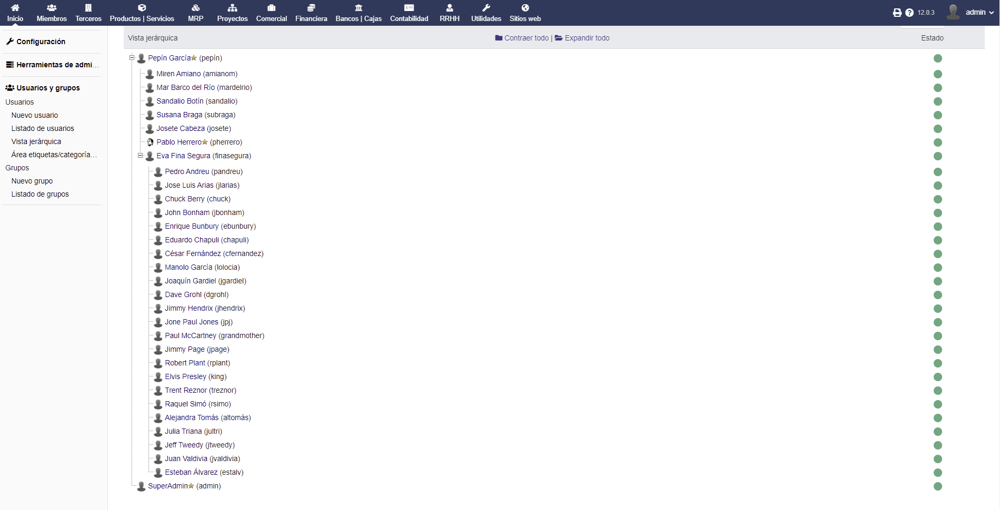 Inicio Miembros Terceros Productos | Servicios MRP Proyectos Comercial Financiera Bancos | Cajas Contabilidad RRHH Utilidades Sitios web 12.0.3 admin
Configuración
Herramientas de admi...
Usuarios y grupos
Usuarios
Nuevo usuario
Listado de usuarios
Vista jerárquica
Área etiquetas/categoría...
Grupos
Nuevo grupo
Listado de grupos
Vista jerárquica Contraer todo | Expandir todo Estado
Pepín García (pepín)
Miren Amiano (amianom)
Mar Barco del Río (mardelrio)
Sandalio Botín (sandalio)
Susana Braga (subraga)
Josete Cabeza (josete)
Pablo Herrero (pherrero)
Eva Fina Segura (finasegura)
Pedro Andreu (pandreu)
Jose Luis Arias (jlarias)
Chuck Berry (chuck)
John Bonham (jbonham)
Enrique Bunbury (ebunbury)
Eduardo Chapuli (chapuli)
César Fernández (cfernandez)
Manolo García (lolocia)
Joaquín Gardiel (jgardiel)
Dave Grohl (dgrohl)
Jimmy Hendrix (jhendrix)
Jone Paul Jones (jpj)
Paul McCartney (grandmother)
Jimmy Page (jpage)
Robert Plant (rplant)
Elvis Presley (king)
Trent Reznor (treznor)
Raquel Simó (rsimo)
Alejandra Tomás (altomás)
Julia Triana (jultri)
Jeff Tweedy (jtweedy)
Juan Valdivia (jvaldivia)
Esteban Álvarez (estalv)
SuperAdmin (admin)